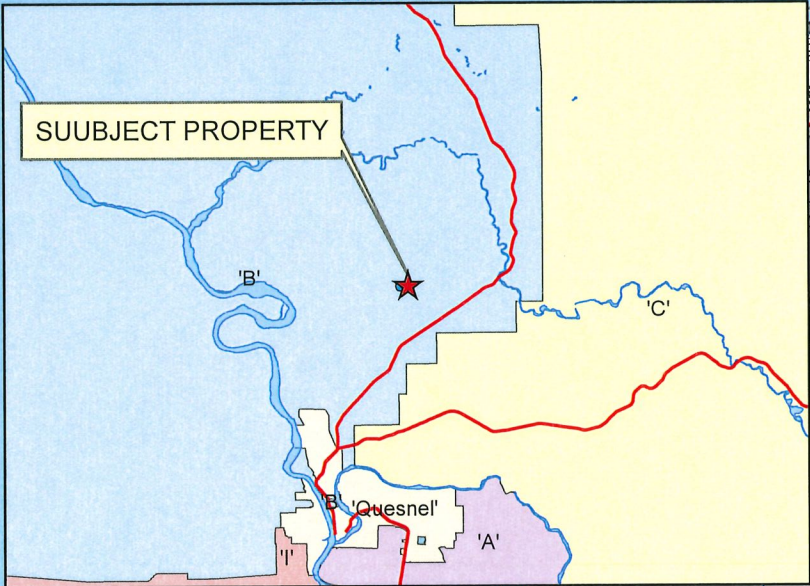 SUUBJECT PROPERTY
'B'
'C'
'B'
'Quesnel'
'A'
'I'